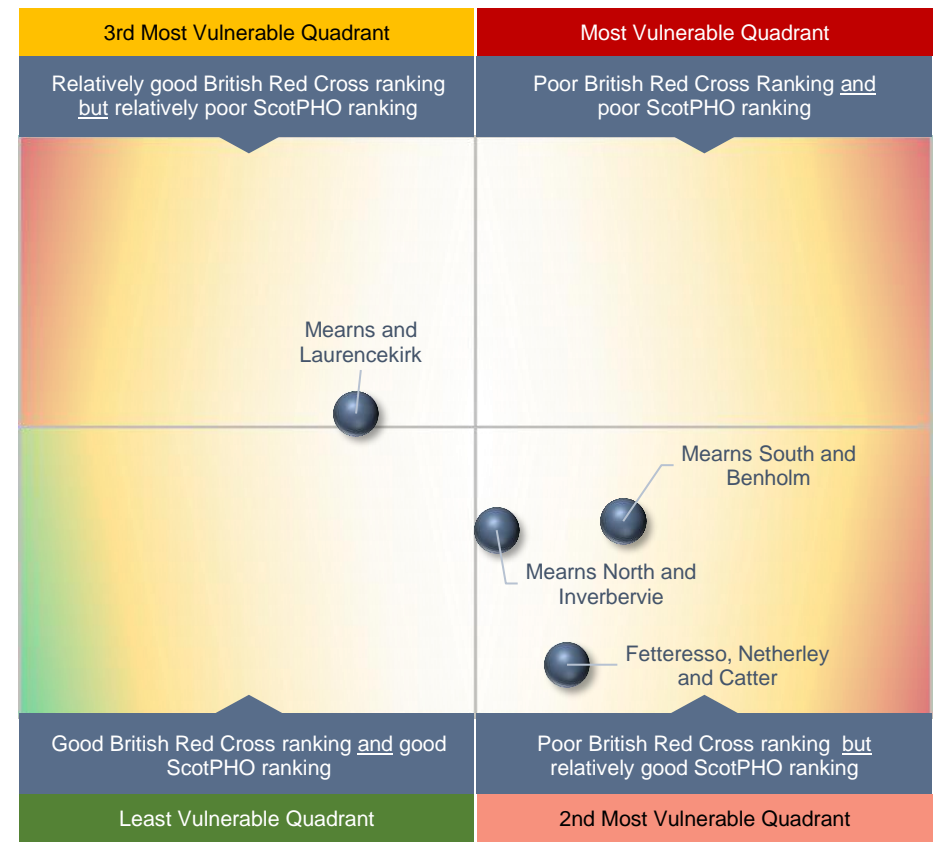 3rd Most Vulnerable Quadrant
Most Vulnerable Quadrant
Relatively good British Red Cross ranking
but relatively poor ScotPHO ranking
Poor British Red Cross Ranking and
poor ScotPHO ranking
Mearns and
Laurencekirk
Mearns South and
Benholm
Mearns North and
Inverbervie
Fetteresso, Netherley
and Catter
Good British Red Cross ranking and good
ScotPHO ranking
Poor British Red Cross ranking but
relatively good ScotPHO ranking
Least Vulnerable Quadrant
2nd Most Vulnerable Quadrant